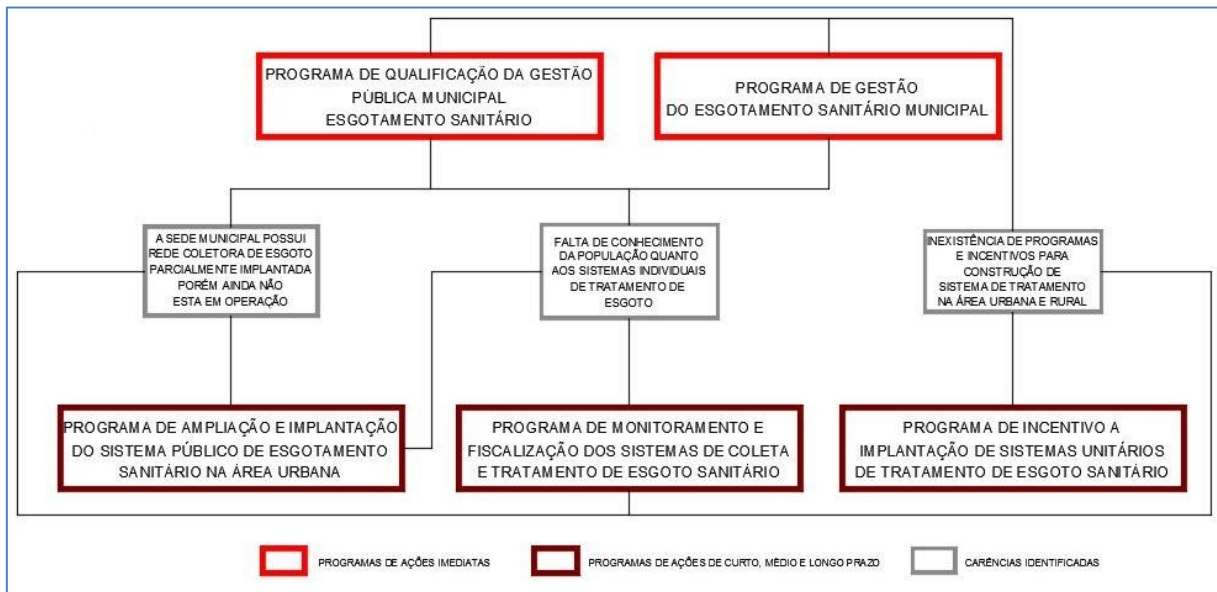 PROGRAMA DE QUALIFICAÇÃO DA GESTÃO
PÚBLICA MUNICIPAL
ESGOTAMENTO SANITÁRIO
PROGRAMA DE GESTÃO
DO ESGOTAMENTO SANITÁRIO MUNICIPAL
A SEDE MUNICIPAL POSSUI
REDE COLETORA DE ESGOTO
PARCIALMENTE IMPLANTADA
PORÉM AINDA NÃO
ESTA EM OPERAÇÃO
FALTA DE CONHECIMENTO
DA POPULAÇÃO QUANTO
AOS SISTEMAS INDIVIDUAIS
DE TRATAMENTO DE
ESGOTO
INEXISTÊNCIA DE PROGRAMAS
E INCENTIVOS PARA
CONSTRUÇÃO DE
SISTEMA DE TRATAMENTO
NA ÁREA URBANA E RURAL
PROGRAMA DE AMPLIAÇÃO E IMPLANTAÇÃO
DO SISTEMA PÚBLICO DE ESGOTAMENTO
SANITÁRIO NA ÁREA URBANA
PROGRAMA DE MONITORAMENTO E
FISCALIZAÇÃO DOS SISTEMAS DE COLETA
E TRATAMENTO DE ESGOTO SANITÁRIO
PROGRAMA DE INCENTIVO A
IMPLANTAÇÃO DE SISTEMAS UNITÁRIOS
DE TRATAMENTO DE ESGOTO SANITÁRIO
PROGRAMAS DE AÇÕES IMEDIATAS
PROGRAMAS DE AÇÕES DE CURTO, MÉDIO E LONGO PRAZO
CARÊNCIAS IDENTIFICADAS